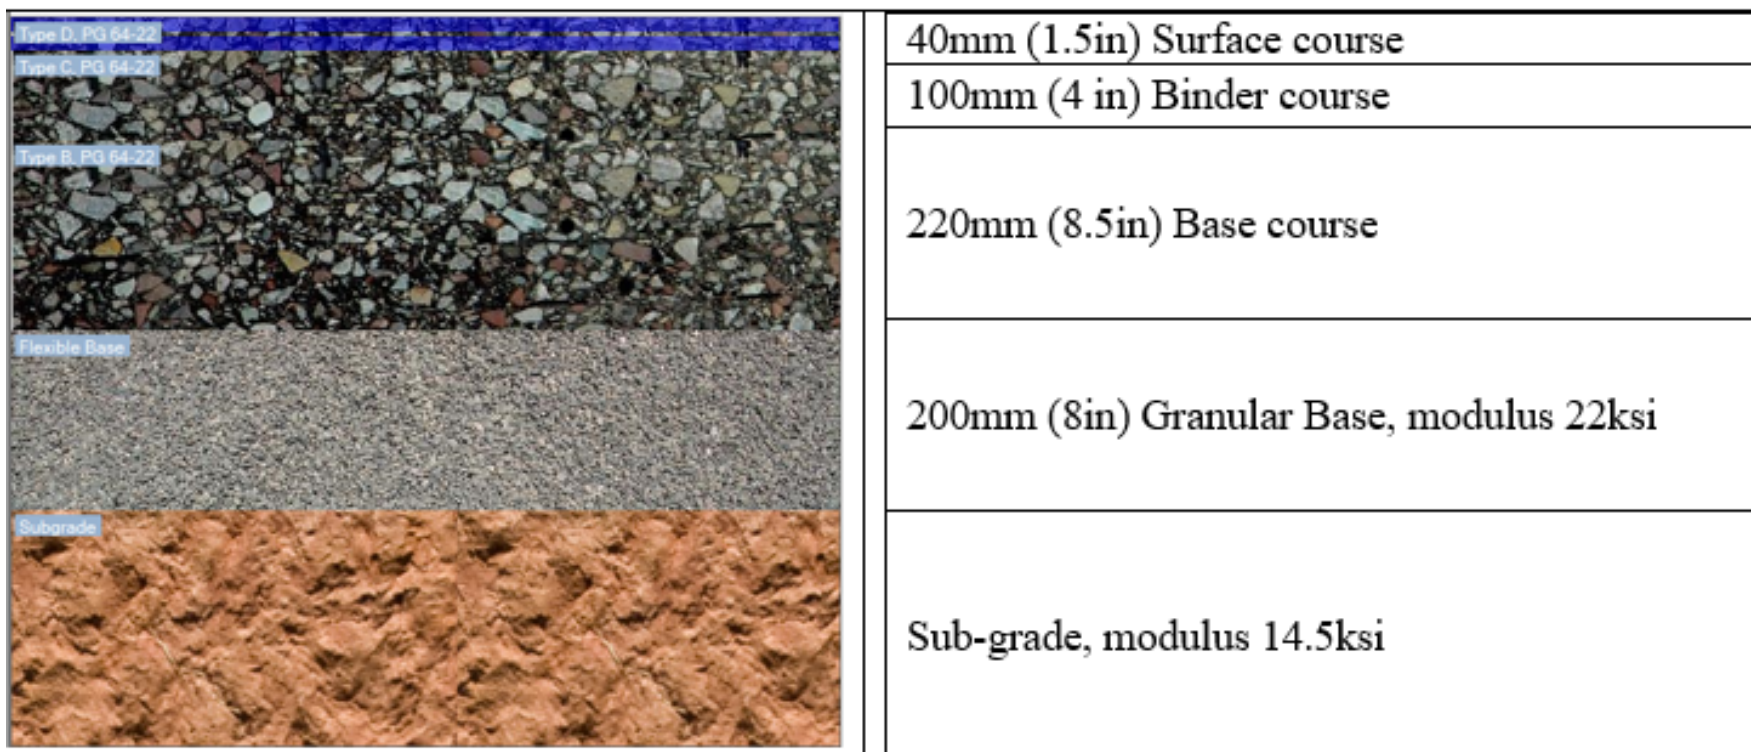 Type D, PG 64-22
40mm (1.5in) Surface course
Type C, PG 64-22
100mm (4 in) Binder course
Type B, PG 64-22
220mm (8.5in) Base course
Flexible Base
200mm (8in) Granular Base, modulus 22ksi
Subgrade
Sub-grade, modulus 14.5ksi